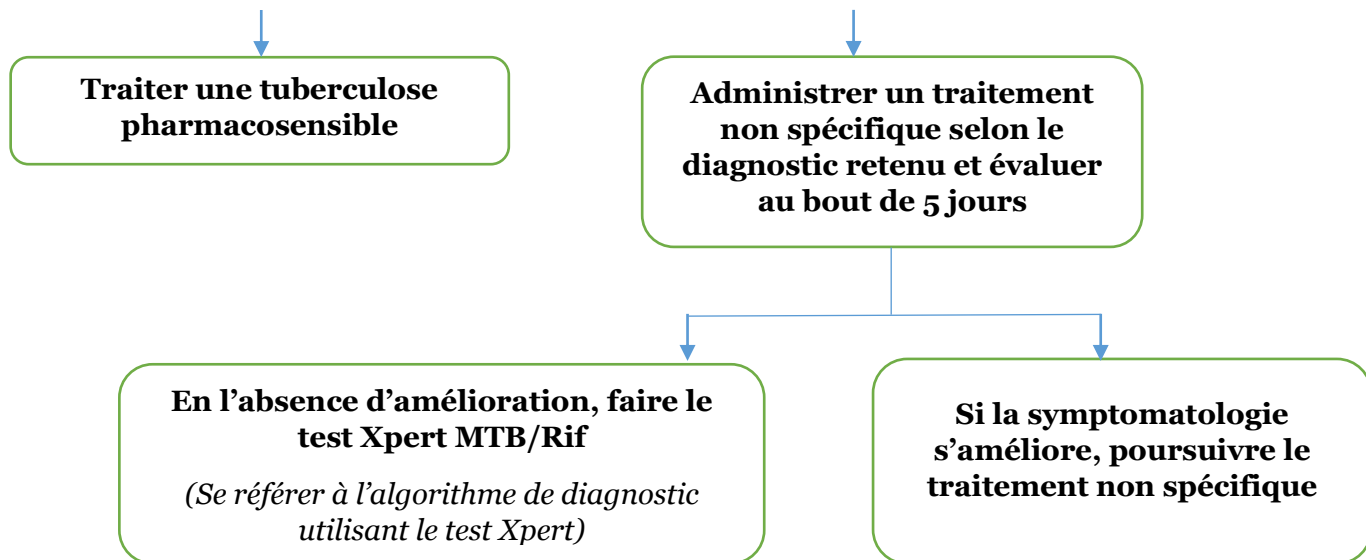 Traiter une tuberculose
pharmacosensible
Administrer un traitement
non spécifique selon le
diagnostic retenu et évaluer
au bout de 5 jours
En l’absence d’amélioration, faire le
test Xpert MTB/Rif
(Se référer à l’algorithme de diagnostic
utilisant le test Xpert)
Si la symptomatologie
s’améliore, poursuivre le
traitement non spécifique